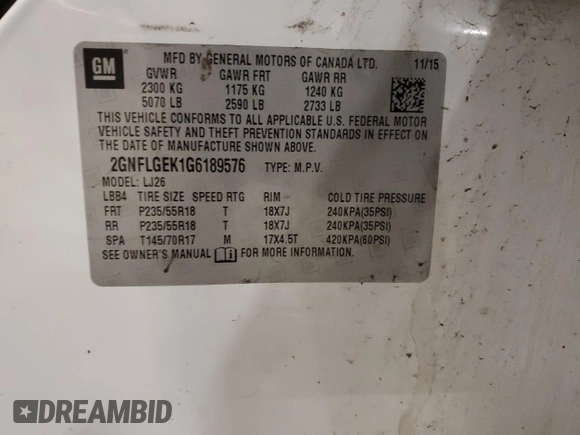 GM
MFD BY GENERAL MOTORS OF CANADA LTD. 11/15
GVWR GAWR FRT GAWR RR
2300 KG 1175 KG 1240 KG
5070 LB 2590 LB 2733 LB
THIS VEHICLE CONFORMS TO ALL APPLICABLE U.S. FEDERAL MOTOR
VEHICLE SAFETY AND THEFT PREVENTION STANDARDS IN EFFECT ON
THE DATE OF MANUFACTURE SHOWN ABOVE.
2GNFLGEK1G6189576 TYPE: M.P.V.
MODEL: LJ26
LBB4 TIRE SIZE SPEED RTG RIM COLD TIRE PRESSURE
FRT P235/55R18 T 18X7J 240KPA(35PSI)
RR P235/55R18 T 18X7J 240KPA(35PSI)
SPA T145/70R17 M 17X4.5T 420KPA(60PSI)
SEE OWNER'S MANUAL FOR MORE INFORMATION.
DREAMBID